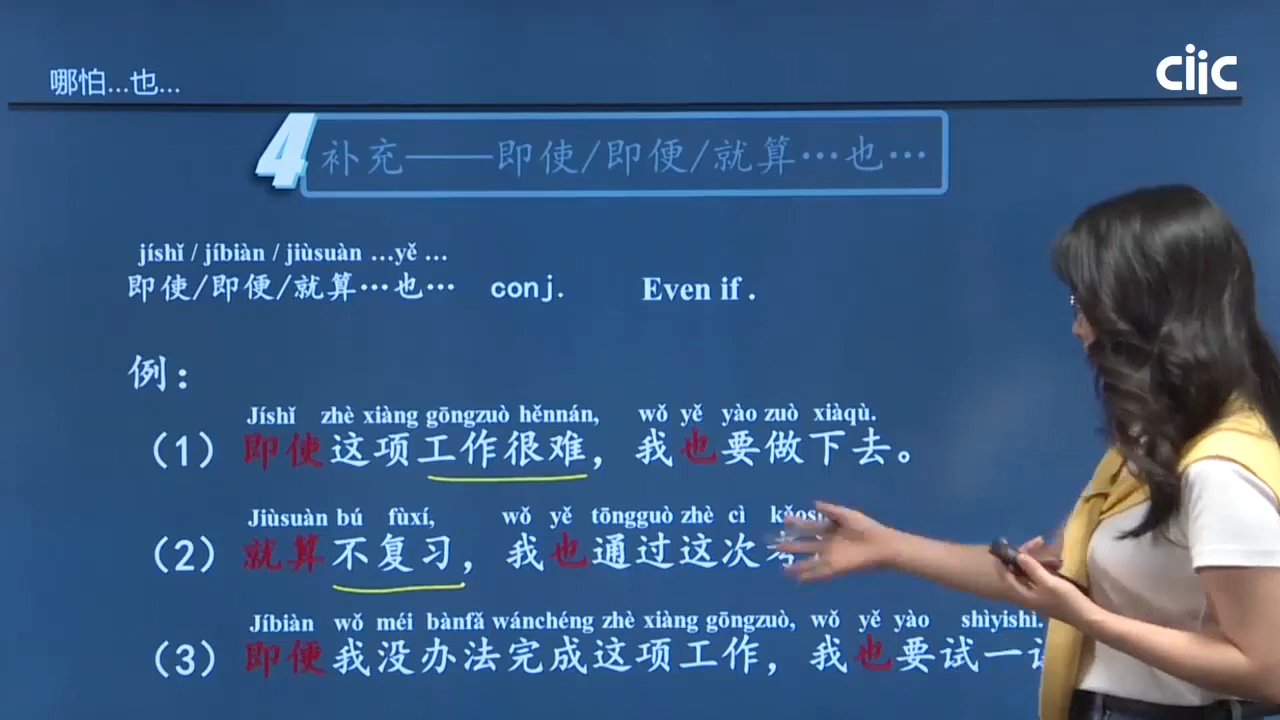 哪怕...也...
ciic
4 补充——即使/即便/就算…也…
jíshǐ / jíbiàn / jiùsuàn ...yě ...
即使/即便/就算…也… conj. Even if .
例：
Jíshǐ zhè xiàng gōngzuò hěnnán, wǒ yě yào zuò xiàqù.
（1）即使这项工作很难，我也要做下去。
Jiùsuàn bú fùxí, wǒ yě tōngguò zhè cì
（2）就算不复习，我也通过这次
Jíbiàn wǒ méi bànfǎ wánchéng zhè xiàng gōngzuò, wǒ yě yào shìyishì.
（3）即便我没办法完成这项工作，我也要试一